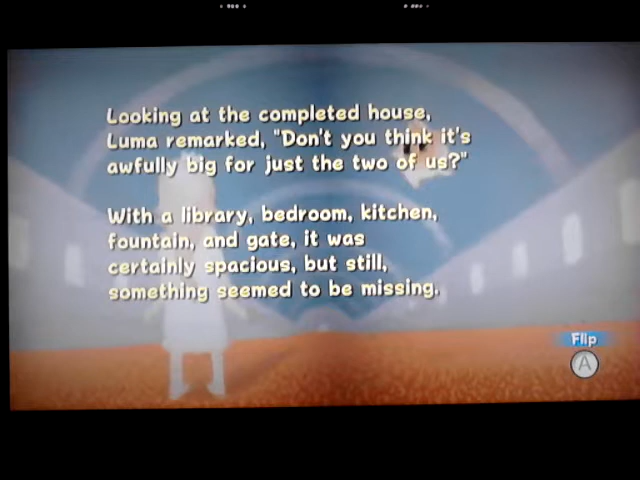 Looking at the completed house,
Luma remarked, "Don't you think it's
awfully big for just the two of us?"
With a library, bedroom, kitchen,
fountain, and gate, it was
certainly spacious, but still,
something seemed to be missing.
Flip
A